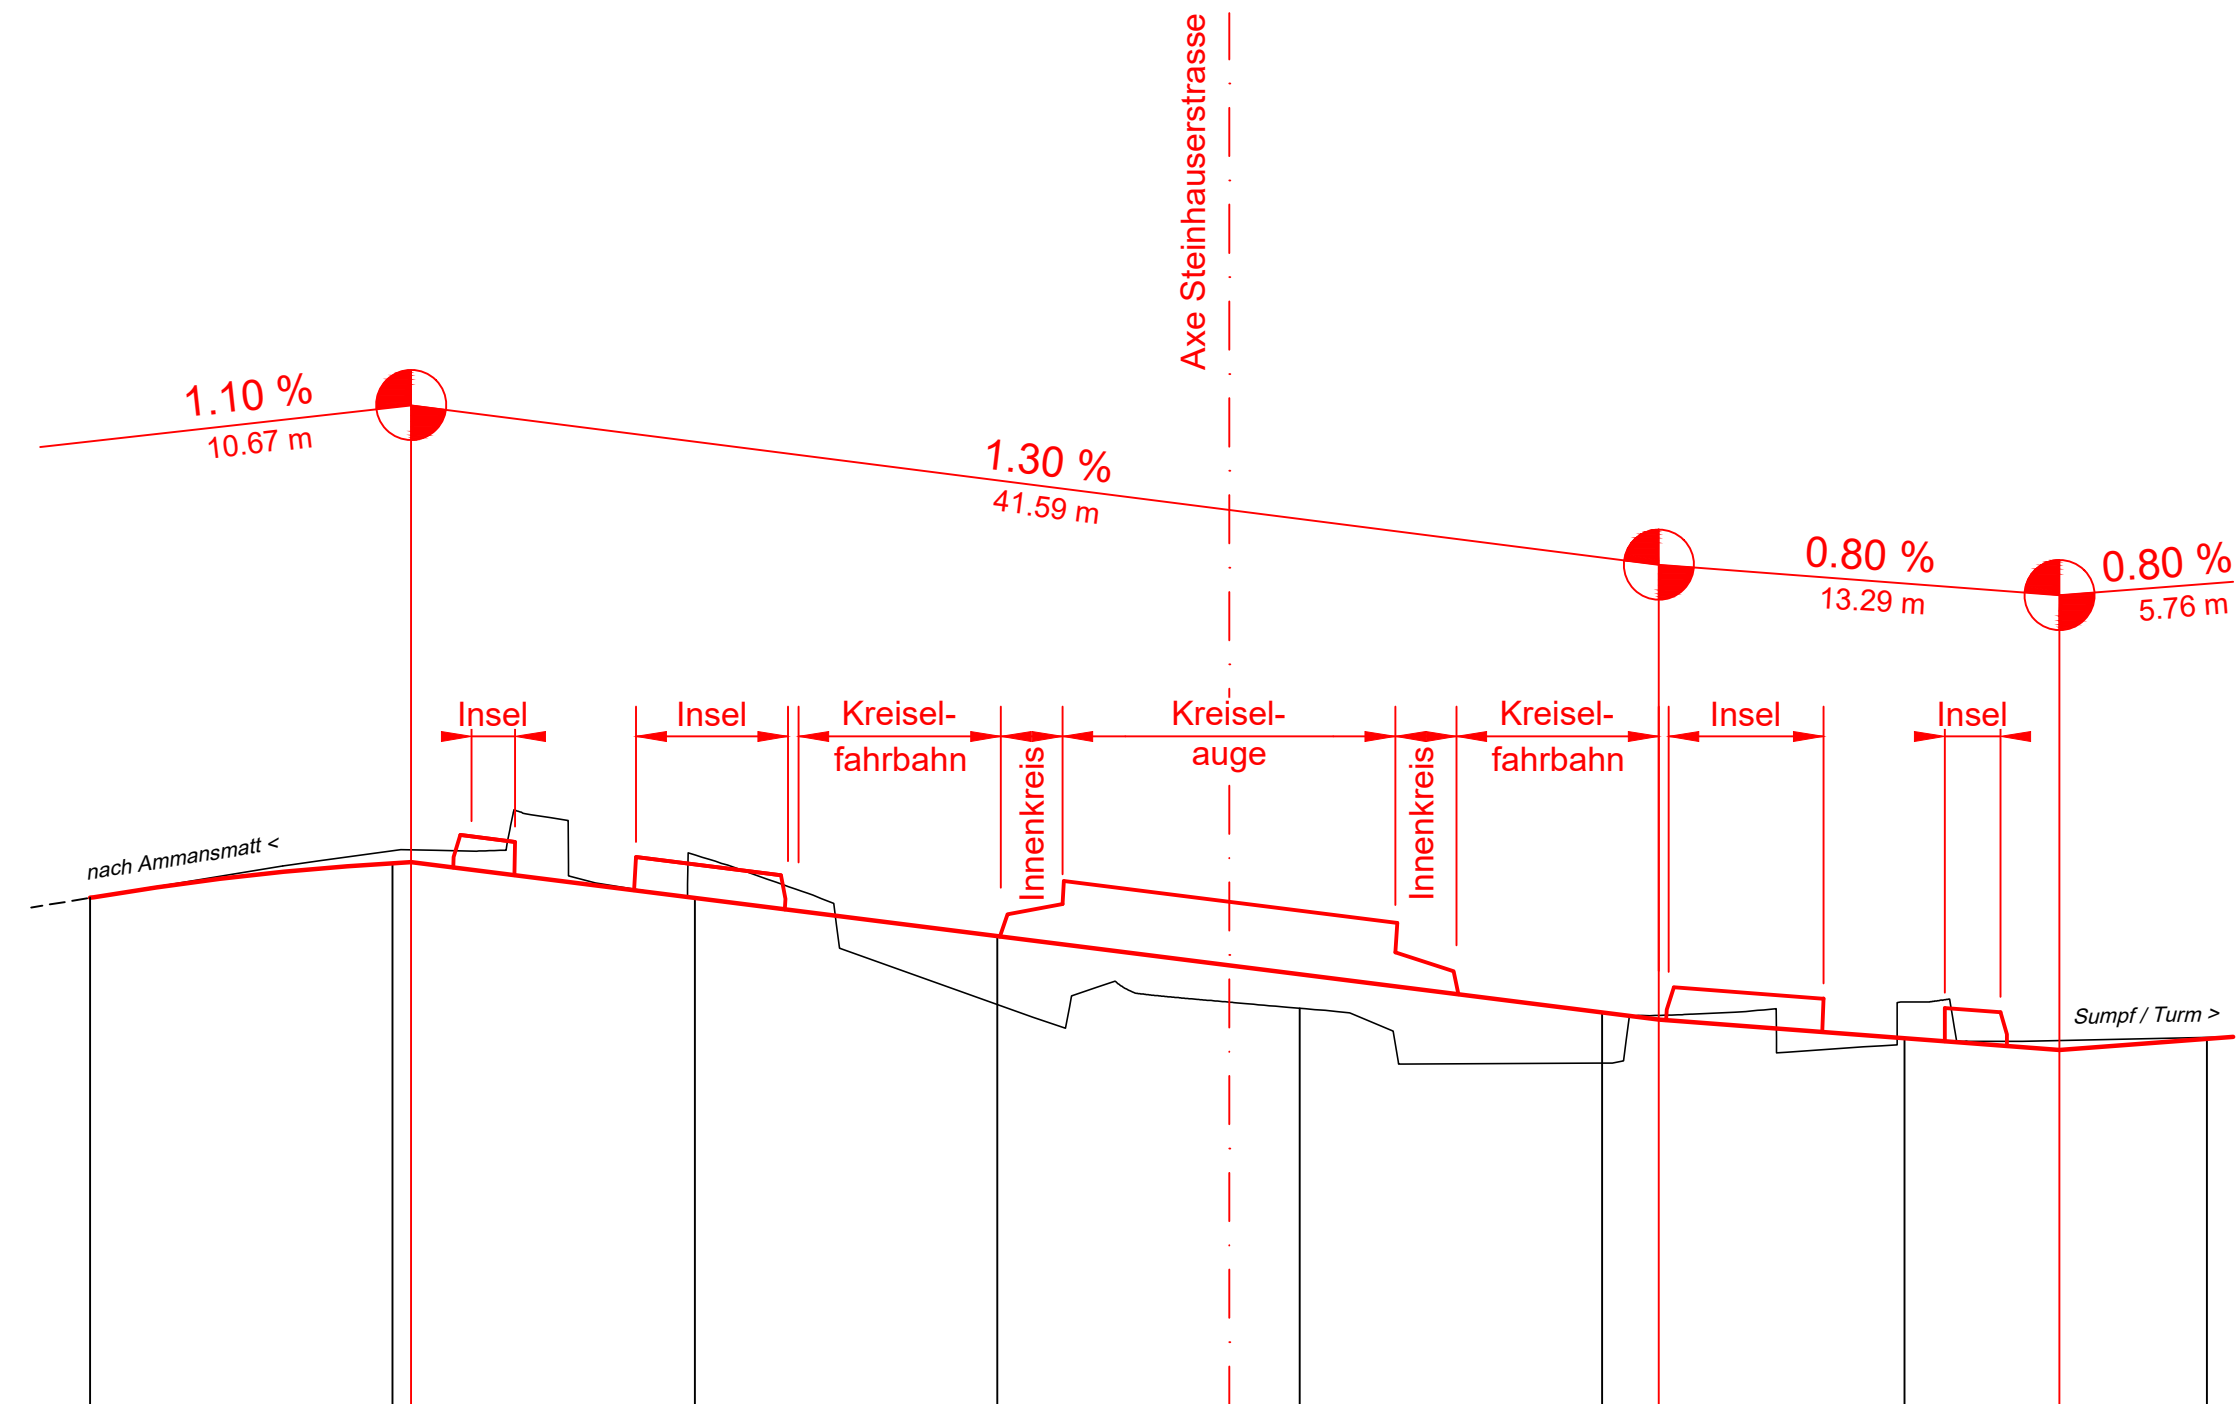 Axe Steinhauserstrasse
1.10 %
10.67 m
1.30 %
41.59 m
0.80 %
13.29 m
0.80 %
5.76 m
Insel
Insel
Kreisel-
fahrbahn
Innenkreis
Kreisel-
auge
Innenkreis
Kreisel-
fahrbahn
Insel
Insel
nach Ammansmatt <
Sumpf / Turm >